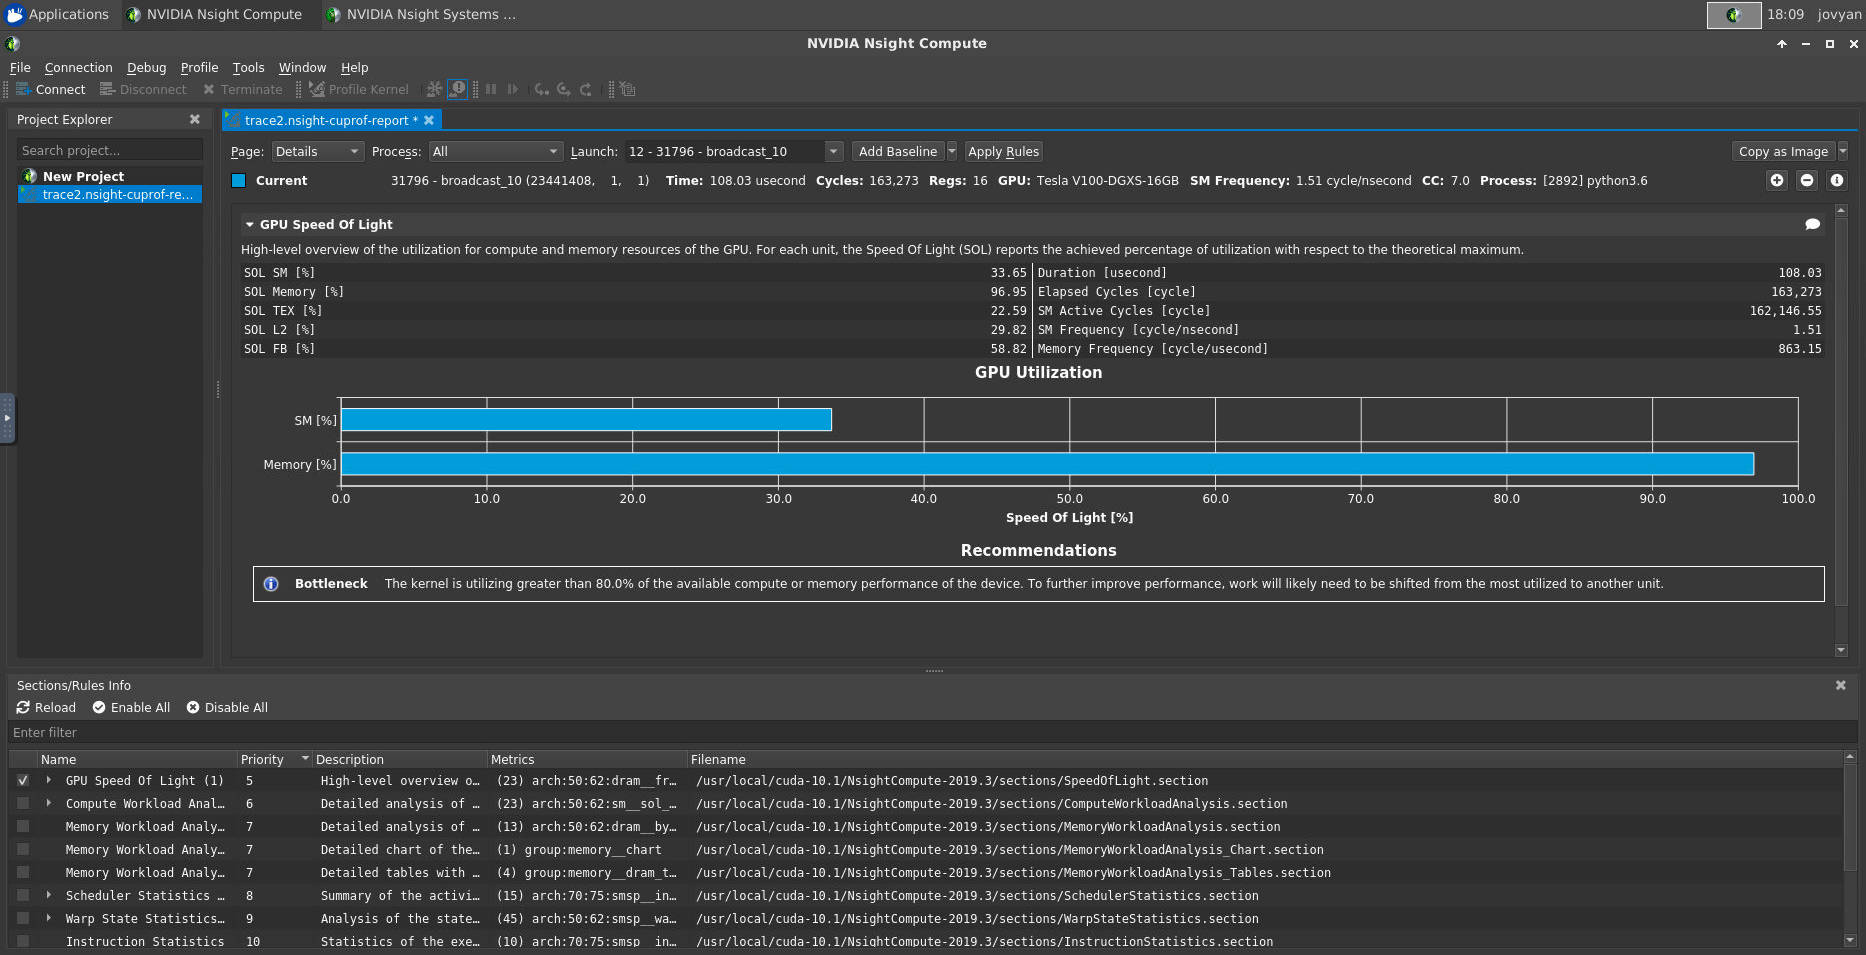 Applications NVIDIA Nsight Compute NVIDIA Nsight Systems ... 18:09 jovyan
NVIDIA Nsight Compute
File Connection Debug Profile Tools Window Help
Connect Disconnect Terminate Profile Kernel
Project Explorer
Search project...
New Project
trace2.nsight-cuprof-re...
trace2.nsight-cuprof-report *
Page: Details Process: All Launch: 12 - 31796 - broadcast_10 Add Baseline Apply Rules Copy as Image
Current 31796 - broadcast_10 (23441408, 1, 1) Time: 108.03 usecond Cycles: 163,273 Regs: 16 GPU: Tesla V100-DGXS-16GB SM Frequency: 1.51 cycle/nsecond CC: 7.0 Process: [2892] python3.6
GPU Speed Of Light
High-level overview of the utilization for compute and memory resources of the GPU. For each unit, the Speed Of Light (SOL) reports the achieved percentage of utilization with respect to the theoretical maximum.
SOL SM [%] 33.65 Duration [usecond] 108.03
SOL Memory [%] 96.95 Elapsed Cycles [cycle] 163,273
SOL TEX [%] 22.59 SM Active Cycles [cycle] 162,146.55
SOL L2 [%] 29.82 SM Frequency [cycle/nsecond] 1.51
SOL FB [%] 58.82 Memory Frequency [cycle/usecond] 863.15
GPU Utilization
SM [%]
Memory [%]
0.0 10.0 20.0 30.0 40.0 50.0 60.0 70.0 80.0 90.0 100.0
Speed Of Light [%]
Recommendations
Bottleneck The kernel is utilizing greater than 80.0% of the available compute or memory performance of the device. To further improve performance, work will likely need to be shifted from the most utilized to another unit.
Sections/Rules Info
Reload Enable All Disable All
Enter filter
Name Priority Description Metrics Filename
GPU Speed Of Light (1) 5 High-level overview o... (23) arch:50:62:dram__fr... /usr/local/cuda-10.1/NsightCompute-2019.3/sections/SpeedOfLight.section
Compute Workload Anal... 6 Detailed analysis of ... (23) arch:50:62:sm__sol_... /usr/local/cuda-10.1/NsightCompute-2019.3/sections/ComputeWorkloadAnalysis.section
Memory Workload Analy... 7 Detailed analysis of ... (13) arch:50:62:dram__by... /usr/local/cuda-10.1/NsightCompute-2019.3/sections/MemoryWorkloadAnalysis.section
Memory Workload Analy... 7 Detailed chart of the... (1) group:memory__chart /usr/local/cuda-10.1/NsightCompute-2019.3/sections/MemoryWorkloadAnalysis_Chart.section
Memory Workload Analy... 7 Detailed tables with ... (4) group:memory__dram_t... /usr/local/cuda-10.1/NsightCompute-2019.3/sections/MemoryWorkloadAnalysis_Tables.section
Scheduler Statistics ... 8 Summary of the activi... (15) arch:70:75:smsp__in... /usr/local/cuda-10.1/NsightCompute-2019.3/sections/SchedulerStatistics.section
Warp State Statistics... 9 Analysis of the state... (45) arch:50:62:smsp__wa... /usr/local/cuda-10.1/NsightCompute-2019.3/sections/WarpStateStatistics.section
Instruction Statistics 10 Statistics of the exe... (10) arch:70:75:smsp__in... /usr/local/cuda-10.1/NsightCompute-2019.3/sections/InstructionStatistics.section